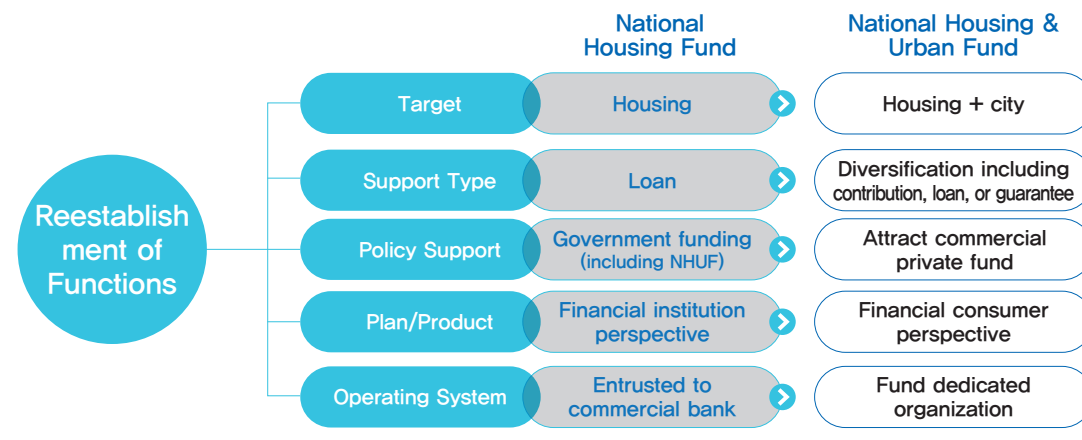 National
Housing Fund
National Housing &
Urban Fund
Reestablish
ment of
Functions
Target
Housing
Housing + city
Support Type
Loan
Diversification including
contribution, loan, or guarantee
Policy Support
Government funding
(including NHUF)
Attract commercial
private fund
Plan/Product
Financial institution
perspective
Financial consumer
perspective
Operating System
Entrusted to
commercial bank
Fund dedicated
organization